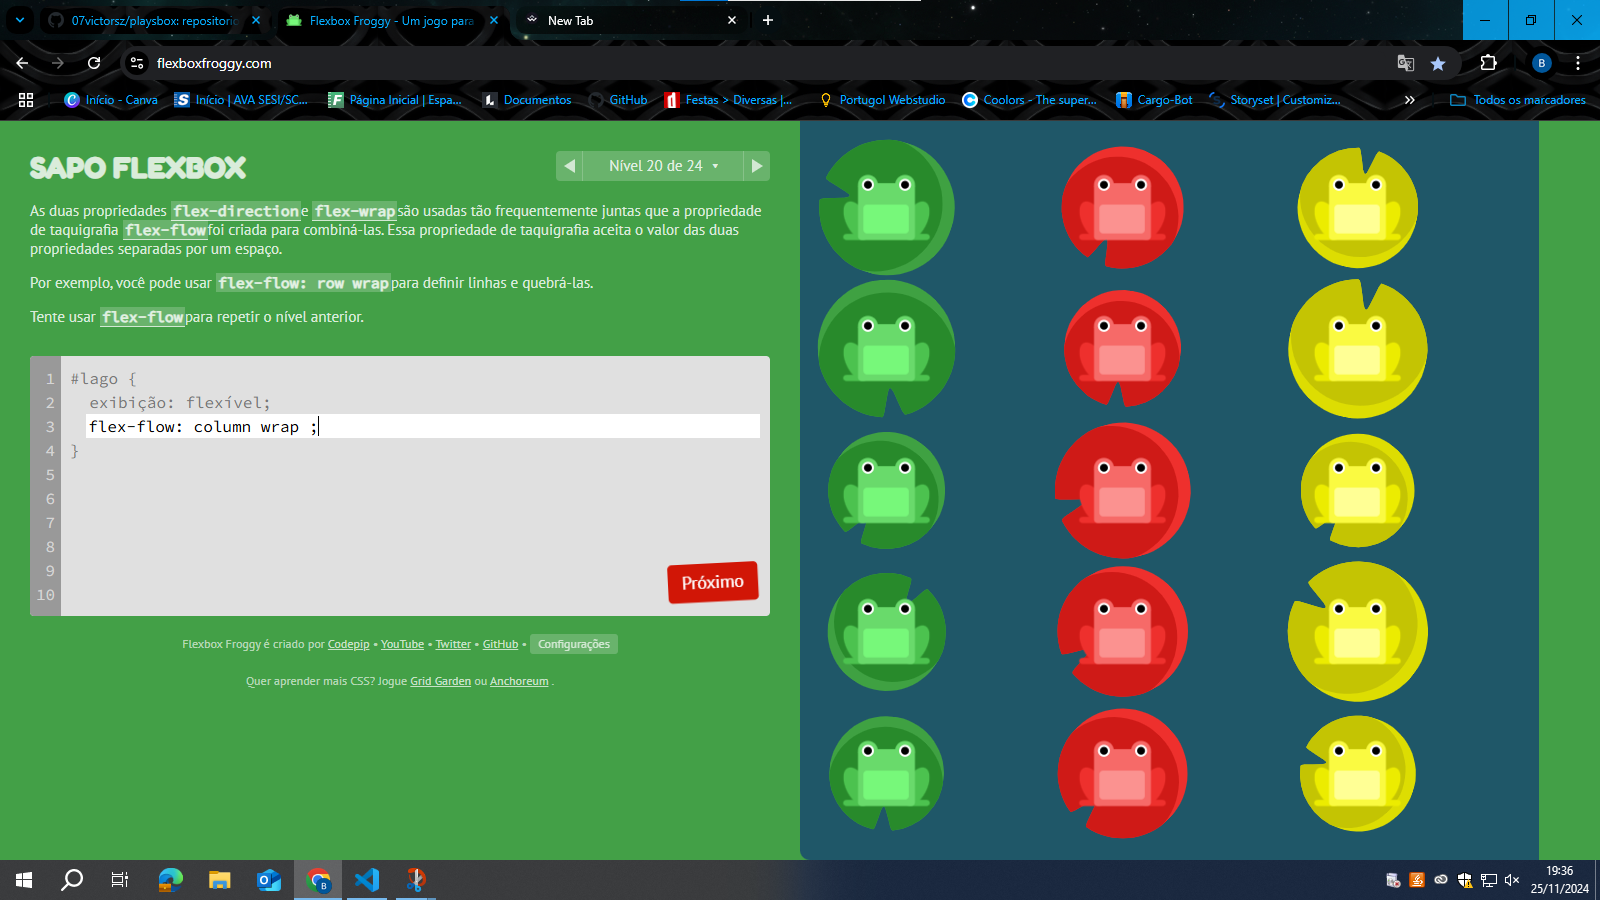 07victorsz/playsbox: repositorio
Flexbox Froggy - Um jogo para
New Tab
flexboxfroggy.com
B
Início - Canva
Início | AVA SESI/SC...
Página Inicial | Espa...
Documentos
GitHub
Festas > Diversas |...
Portugol Webstudio
Coolors - The super...
Cargo-Bot
Storyset | Customiz...
Todos os marcadores
SAPO FLEXBOX
Nível 20 de 24
As duas propriedades flex-direction e flex-wrap são usadas tão frequentemente juntas que a propriedade
de taquigrafia flex-flow foi criada para combiná-las. Essa propriedade de taquigrafia aceita o valor das duas
propriedades separadas por um espaço.
Por exemplo, você pode usar flex-flow: row wrap para definir linhas e quebrá-las.
Tente usar flex-flow para repetir o nível anterior.
1 #lago {
2 exibição: flexível;
3 flex-flow: column wrap ;
4 }
5
6
7
8
9
10
Próximo
Flexbox Froggy é criado por Codepip • YouTube • Twitter • GitHub • Configurações
Quer aprender mais CSS? Jogue Grid Garden ou Anchoreum .
19:36
25/11/2024